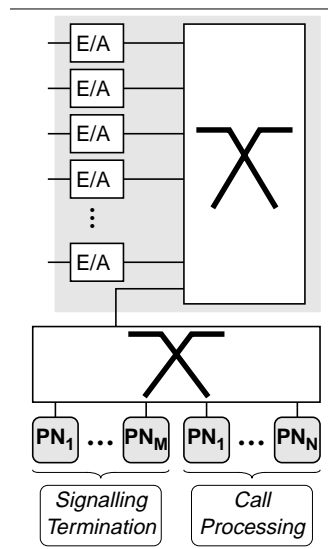 E/A
E/A
E/A
E/A
E/A
PN1 ... PNM PN1 ... PNN
Signalling Termination
Call Processing